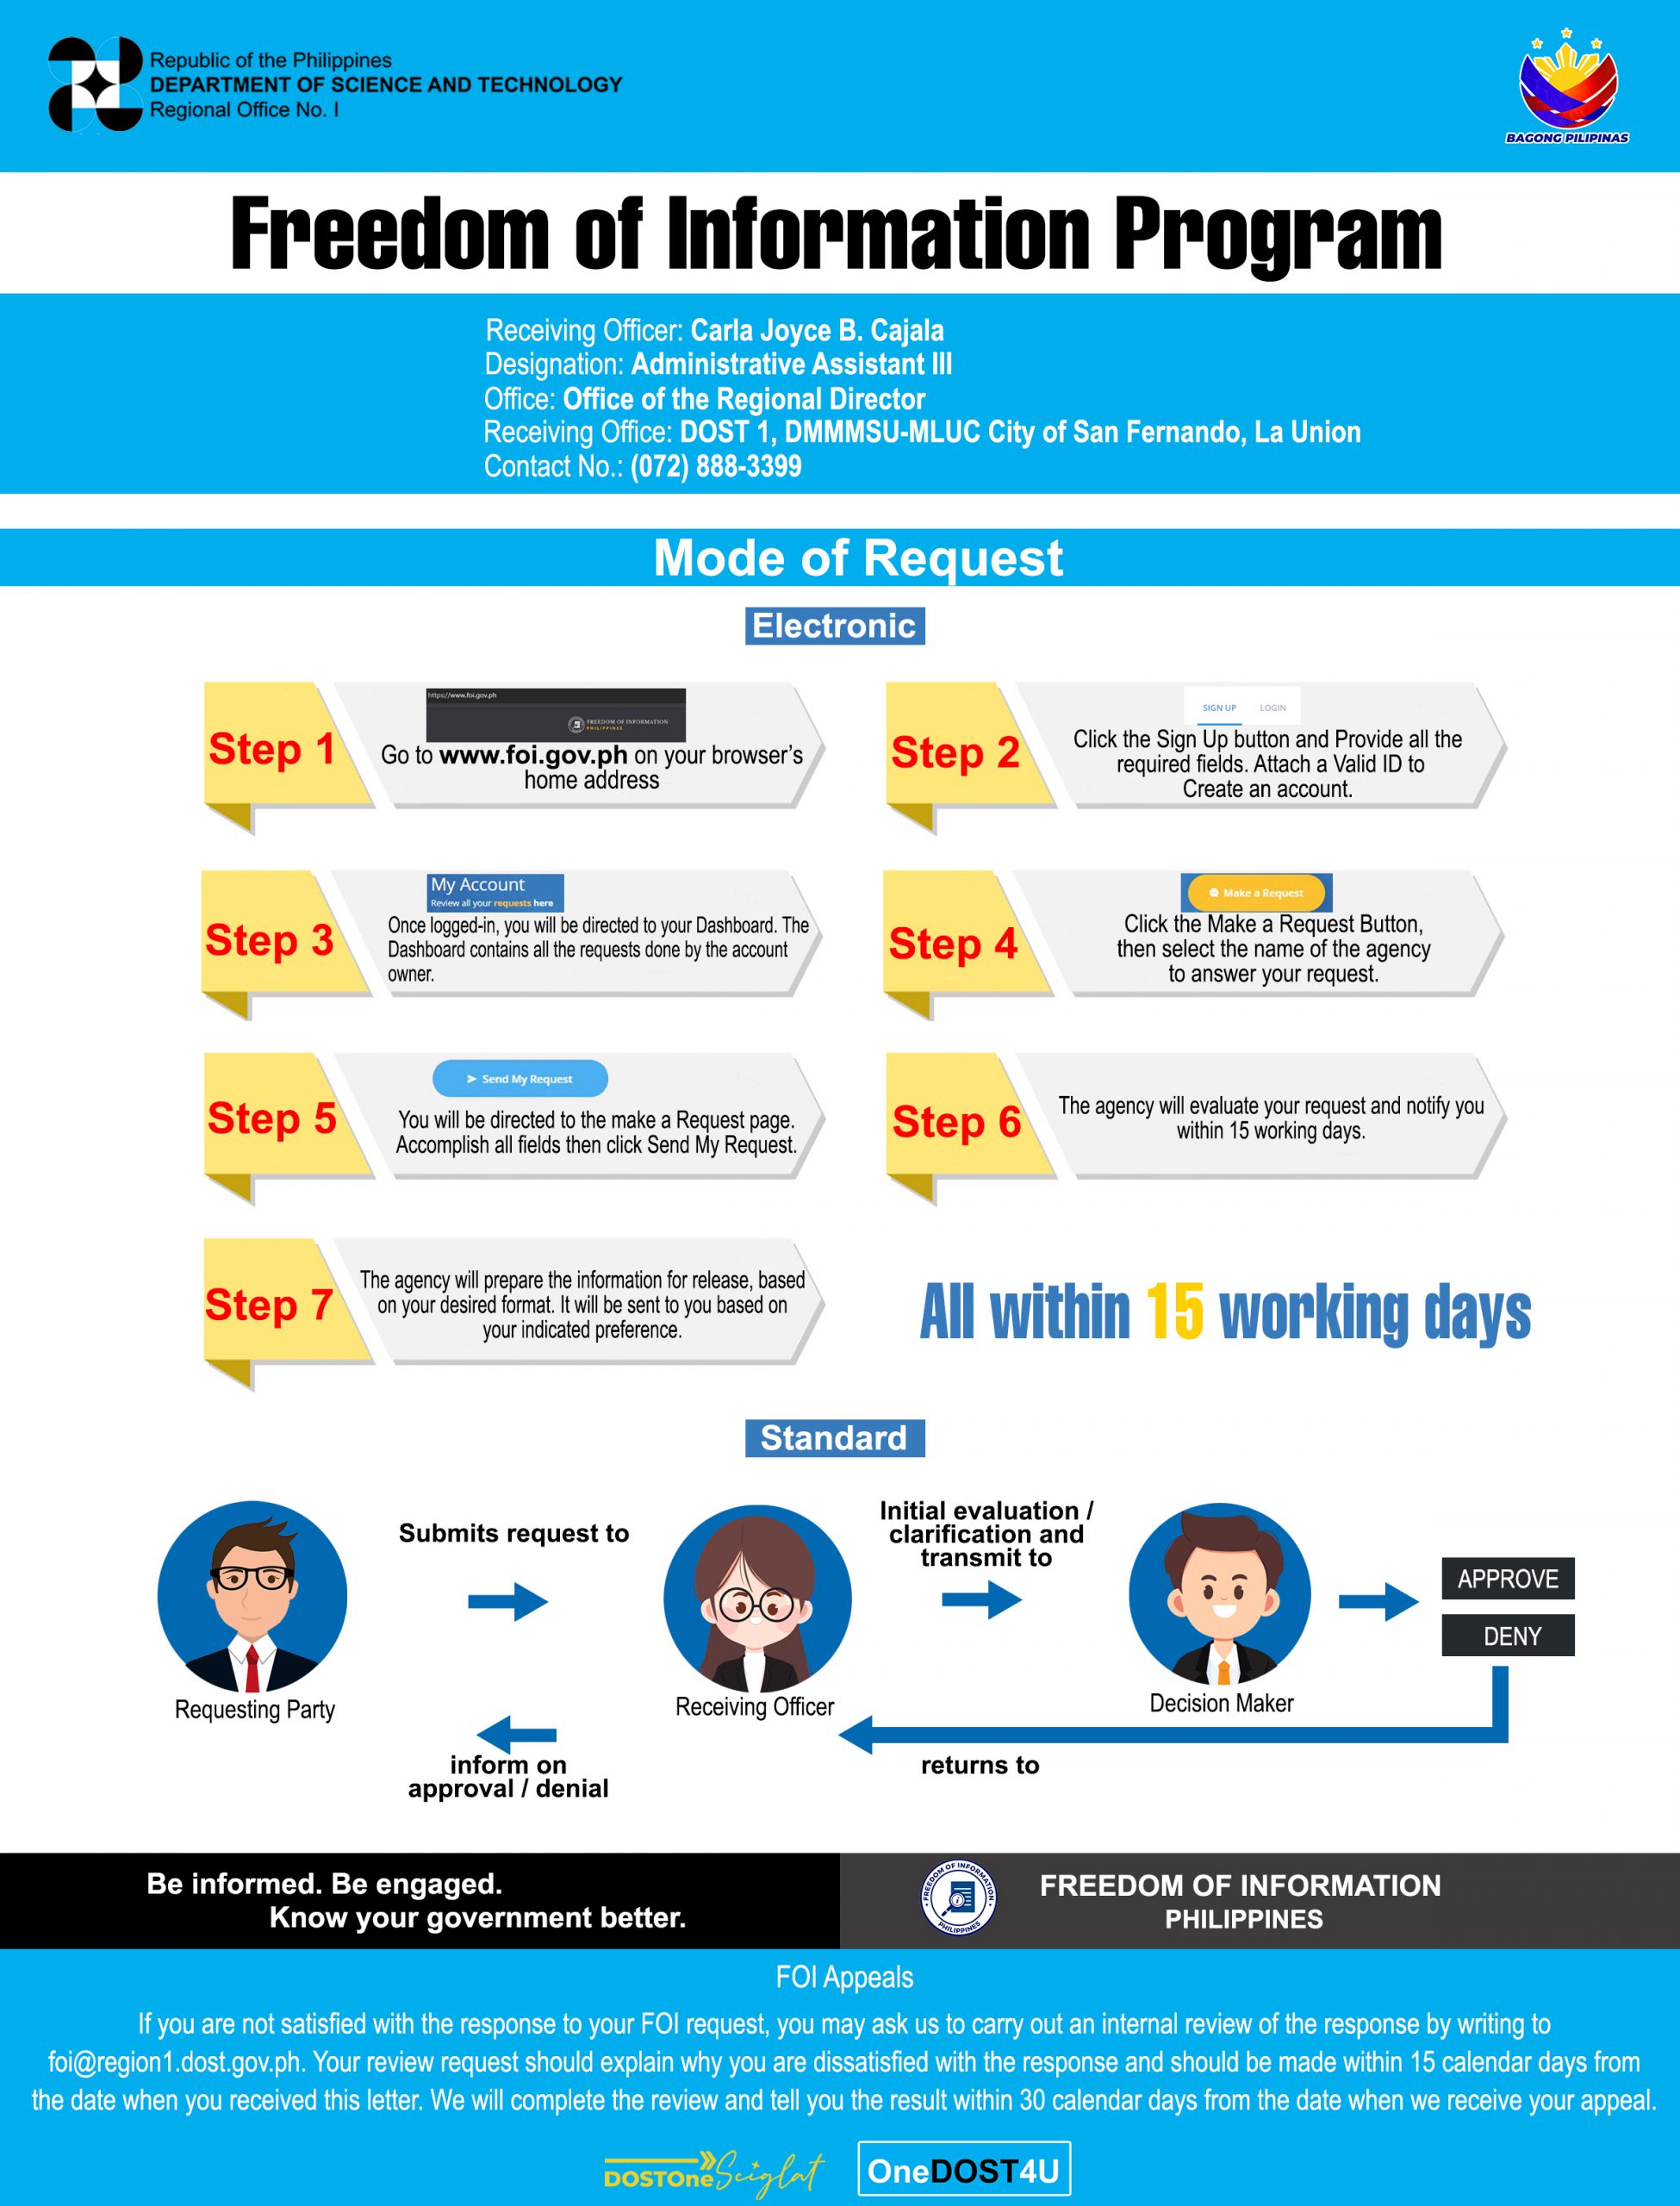 Republic of the Philippines
DEPARTMENT OF SCIENCE AND TECHNOLOGY
Regional Office No. I
BAGONG PILIPINAS
Freedom of Information Program
Receiving Officer: Carla Joyce B. Cajala
Designation: Administrative Assistant III
Office: Office of the Regional Director
Receiving Office: DOST 1, DMMMSU-MLUC City of San Fernando, La Union
Contact No.: (072) 888-3399
Mode of Request
Electronic
Step 1
https://www.foi.gov.ph
FREEDOM OF INFORMATION
PHILIPPINES
Go to www.foi.gov.ph on your browser's
home address
Step 2
SIGN UP LOGIN
Click the Sign Up button and Provide all the
required fields. Attach a Valid ID to
Create an account.
Step 3
My Account
Review all your requests here
Once logged-in, you will be directed to your Dashboard. The
Dashboard contains all the requests done by the account
owner.
Step 4
Make a Request
Click the Make a Request Button,
then select the name of the agency
to answer your request.
Step 5
Send My Request
You will be directed to the make a Request page.
Accomplish all fields then click Send My Request.
Step 6
The agency will evaluate your request and notify you
within 15 working days.
Step 7
The agency will prepare the information for release, based
on your desired format. It will be sent to you based on
your indicated preference.
All within 15 working days
Standard
Submits request to
Initial evaluation /
clarification and
transmit to
APPROVE
DENY
Requesting Party
Receiving Officer
Decision Maker
inform on
approval / denial
returns to
Be informed. Be engaged.
Know your government better.
FREEDOM OF INFORMATION
PHILIPPINES
FREEDOM OF INFORMATION
PHILIPPINES
FOI Appeals
If you are not satisfied with the response to your FOI request, you may ask us to carry out an internal review of the response by writing to
foi@region1.dost.gov.ph. Your review request should explain why you are dissatisfied with the response and should be made within 15 calendar days from
the date when you received this letter. We will complete the review and tell you the result within 30 calendar days from the date when we receive your appeal.
DOSTOne Sciglat
OneDOST4U